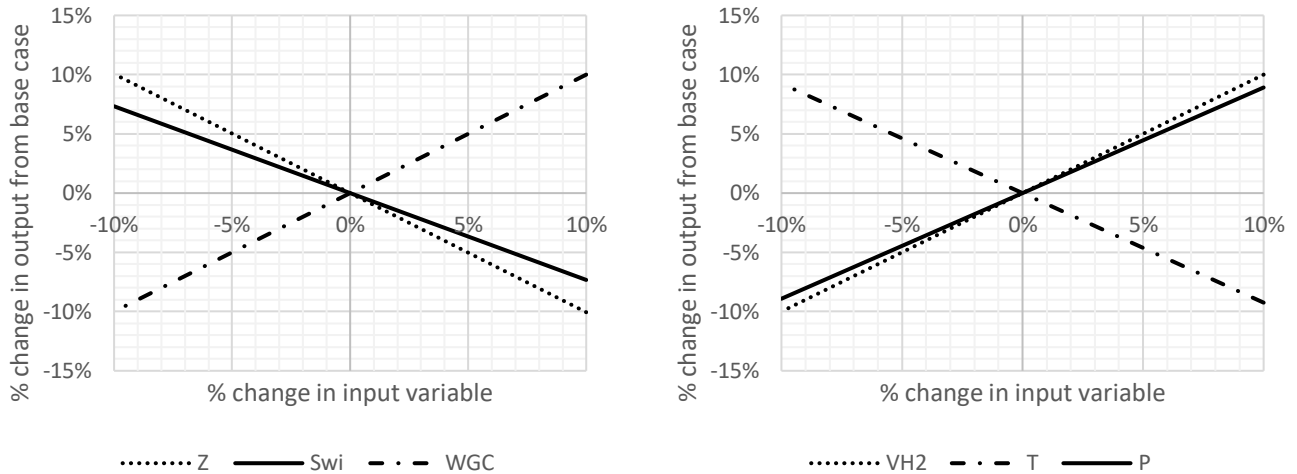 % change in output from base case
15%
10%
5%
0%
-5%
-10%
-15%
-10%
-5%
0%
5%
10%
% change in input variable
Z
Swi
WGC
% change in output from base case
15%
10%
5%
0%
-5%
-10%
-15%
-10%
-5%
0%
5%
10%
% change in input variable
VH2
T
P